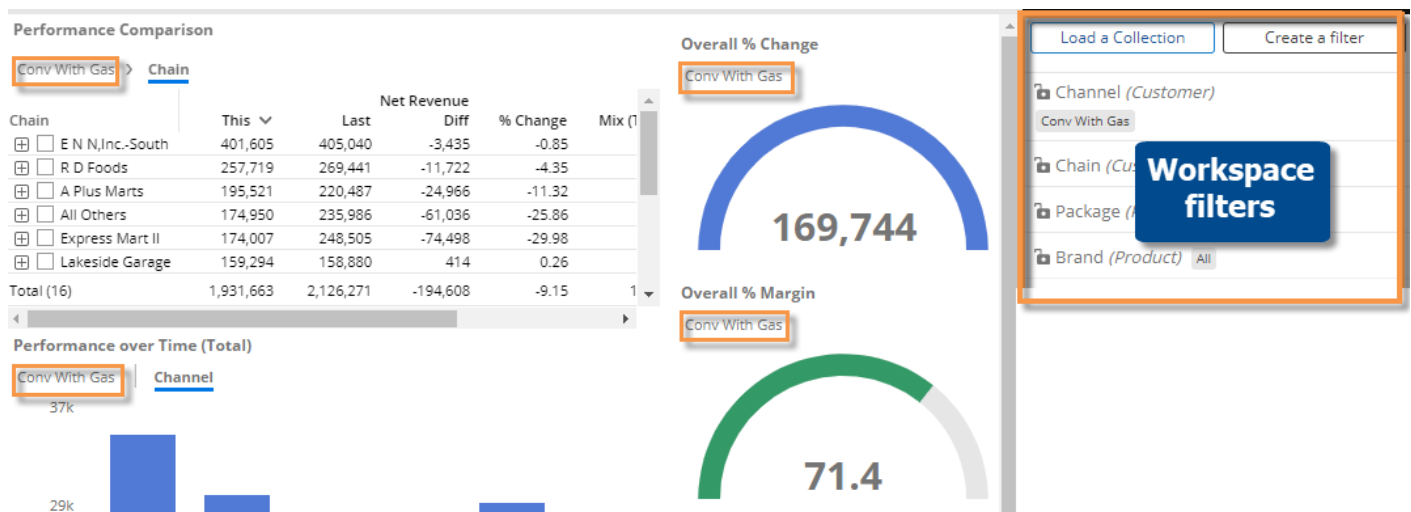 Performance Comparison
Conv With Gas > Chain
Net Revenue
Chain This Last Diff % Change Mix (T
E N N,Inc.-South 401,605 405,040 -3,435 -0.85
R D Foods 257,719 269,441 -11,722 -4.35
A Plus Marts 195,521 220,487 -24,966 -11.32
All Others 174,950 235,986 -61,036 -25.86
Express Mart II 174,007 248,505 -74,498 -29.98
Lakeside Garage 159,294 158,880 414 0.26
Total (16) 1,931,663 2,126,271 -194,608 -9.15 1
Performance over Time (Total)
Conv With Gas Channel
37k
29k
Overall % Change
Conv With Gas
169,744
Overall % Margin
Conv With Gas
71.4
Load a Collection Create a filter
Channel (Customer)
Conv With Gas
Chain (Cus
Package (
Brand (Product) All
Workspace
filters